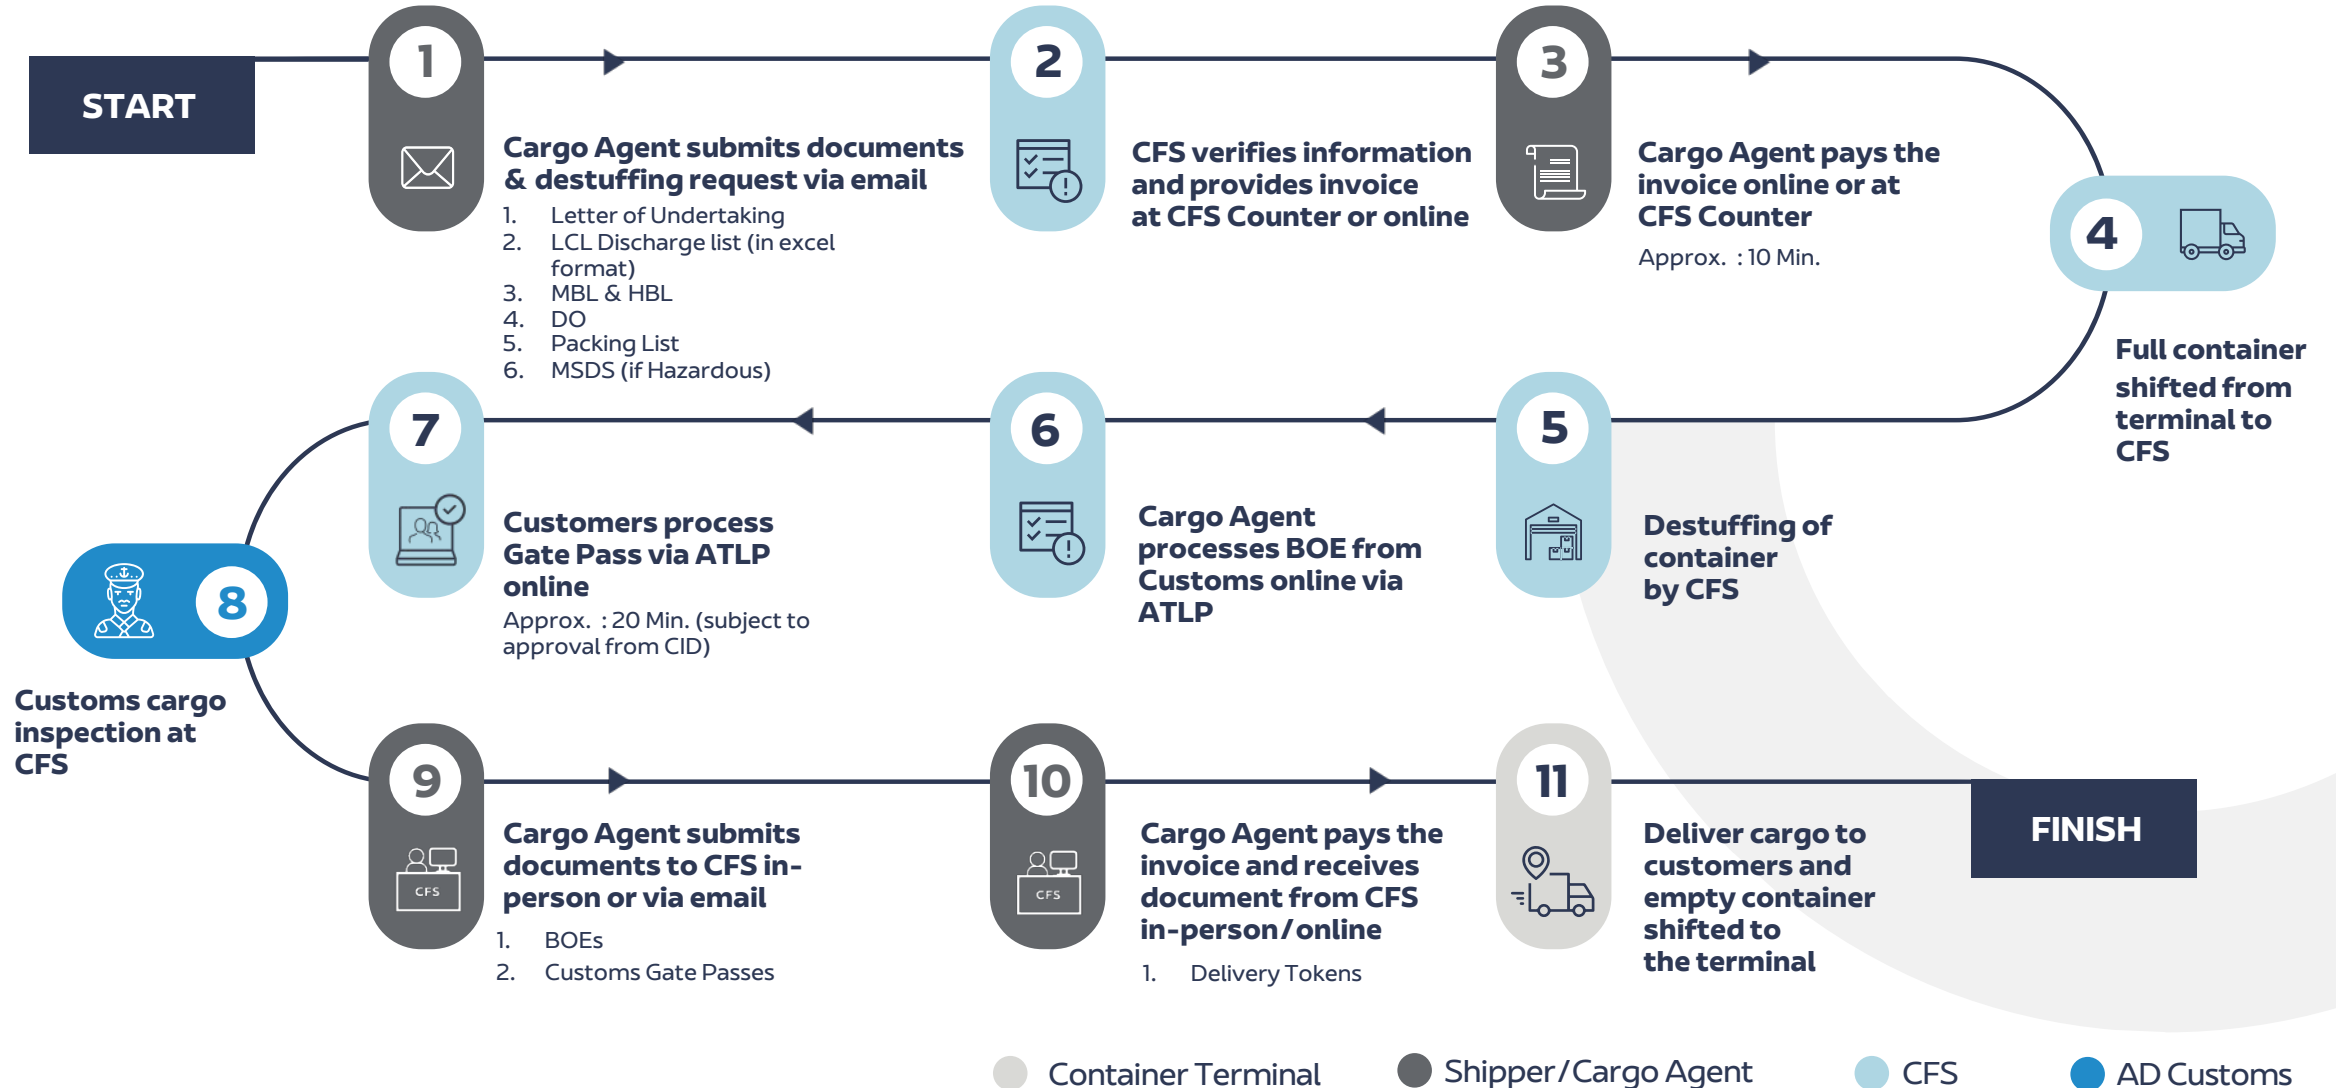 START
1
Cargo Agent submits documents
& destuffing request via email
1. Letter of Undertaking
2. LCL Discharge list (in excel
format)
3. MBL & HBL
4. DO
5. Packing List
6. MSDS (if Hazardous)
2
CFS verifies information
and provides invoice
at CFS Counter or online
3
Cargo Agent pays the
invoice online or at
CFS Counter
Approx. : 10 Min.
4
Full container
shifted from
terminal to
CFS
5
Destuffing of
container
by CFS
6
Cargo Agent
processes BOE from
Customs online via
ATLP
7
Customers process
Gate Pass via ATLP
online
Approx. : 20 Min. (subject to
approval from CID)
8
Customs cargo
inspection at
CFS
9
CFS
Cargo Agent submits
documents to CFS in-
person or via email
1. BOEs
2. Customs Gate Passes
10
CFS
Cargo Agent pays the
invoice and receives
document from CFS
in-person/online
1. Delivery Tokens
11
Deliver cargo to
customers and
empty container
shifted to
the terminal
FINISH
Container Terminal
Shipper/Cargo Agent
CFS
AD Customs